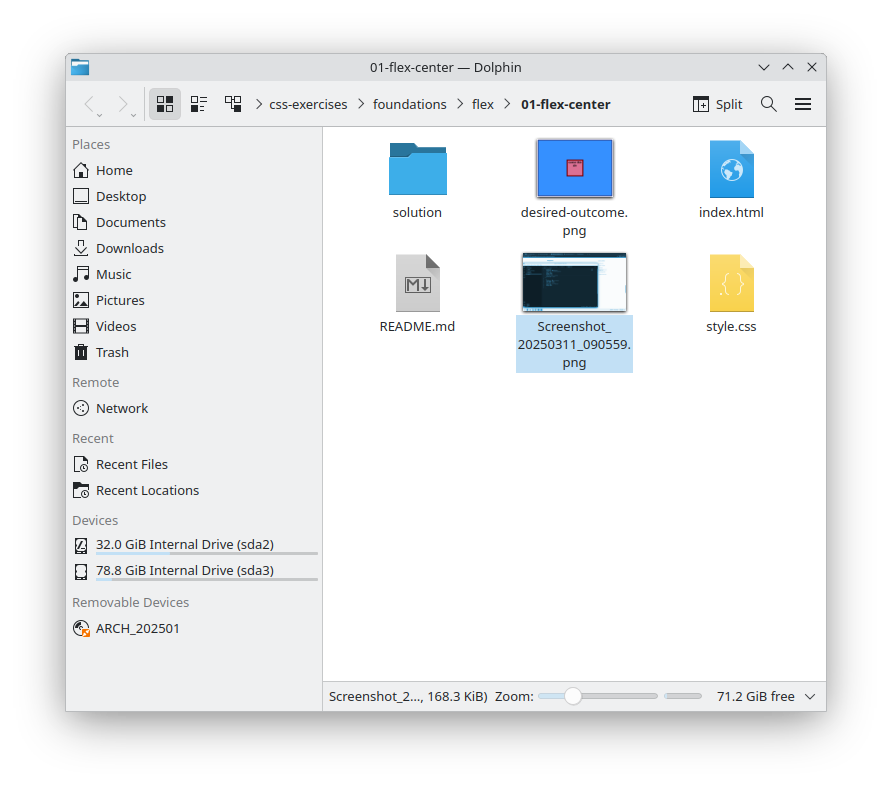 01-flex-center — Dolphin
css-exercises foundations flex 01-flex-center Split
Places
Home
Desktop
Documents
Downloads
Music
Pictures
Videos
Trash
Remote
Network
Recent
Recent Files
Recent Locations
Devices
32.0 GiB Internal Drive (sda2)
78.8 GiB Internal Drive (sda3)
Removable Devices
ARCH_202501
solution
desired-outcome.
png
index.html
M
README.md
Screenshot_
20250311_090559.
png
{ }
style.css
Screenshot_2..., 168.3 KiB) Zoom: 71.2 GiB free